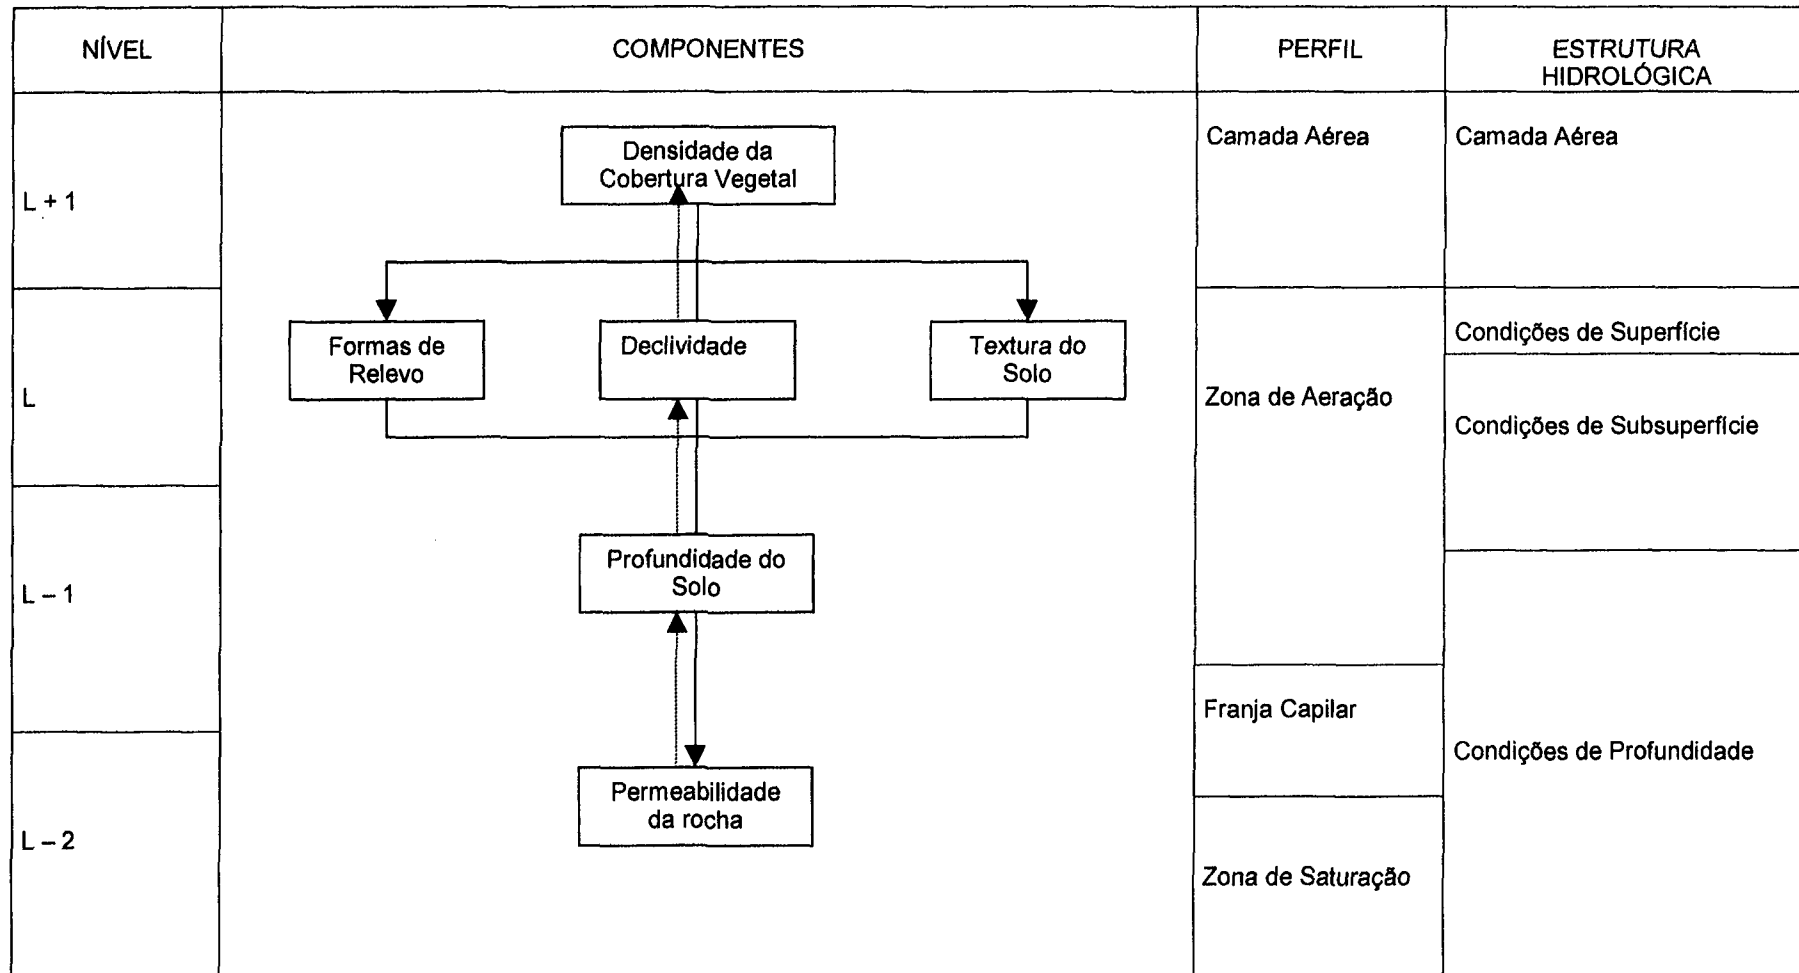 NÍVEL
COMPONENTES
PERFIL
ESTRUTURA
HIDROLÓGICA
L + 1
Densidade da
Cobertura Vegetal
Camada Aérea
Camada Aérea
L
Formas de
Relevo
Declividade
Textura do
Solo
Zona de Aeração
Condições de Superfície
Condições de Subsuperfície
L – 1
Profundidade do
Solo
Franja Capilar
Condições de Profundidade
L – 2
Permeabilidade
da rocha
Zona de Saturação